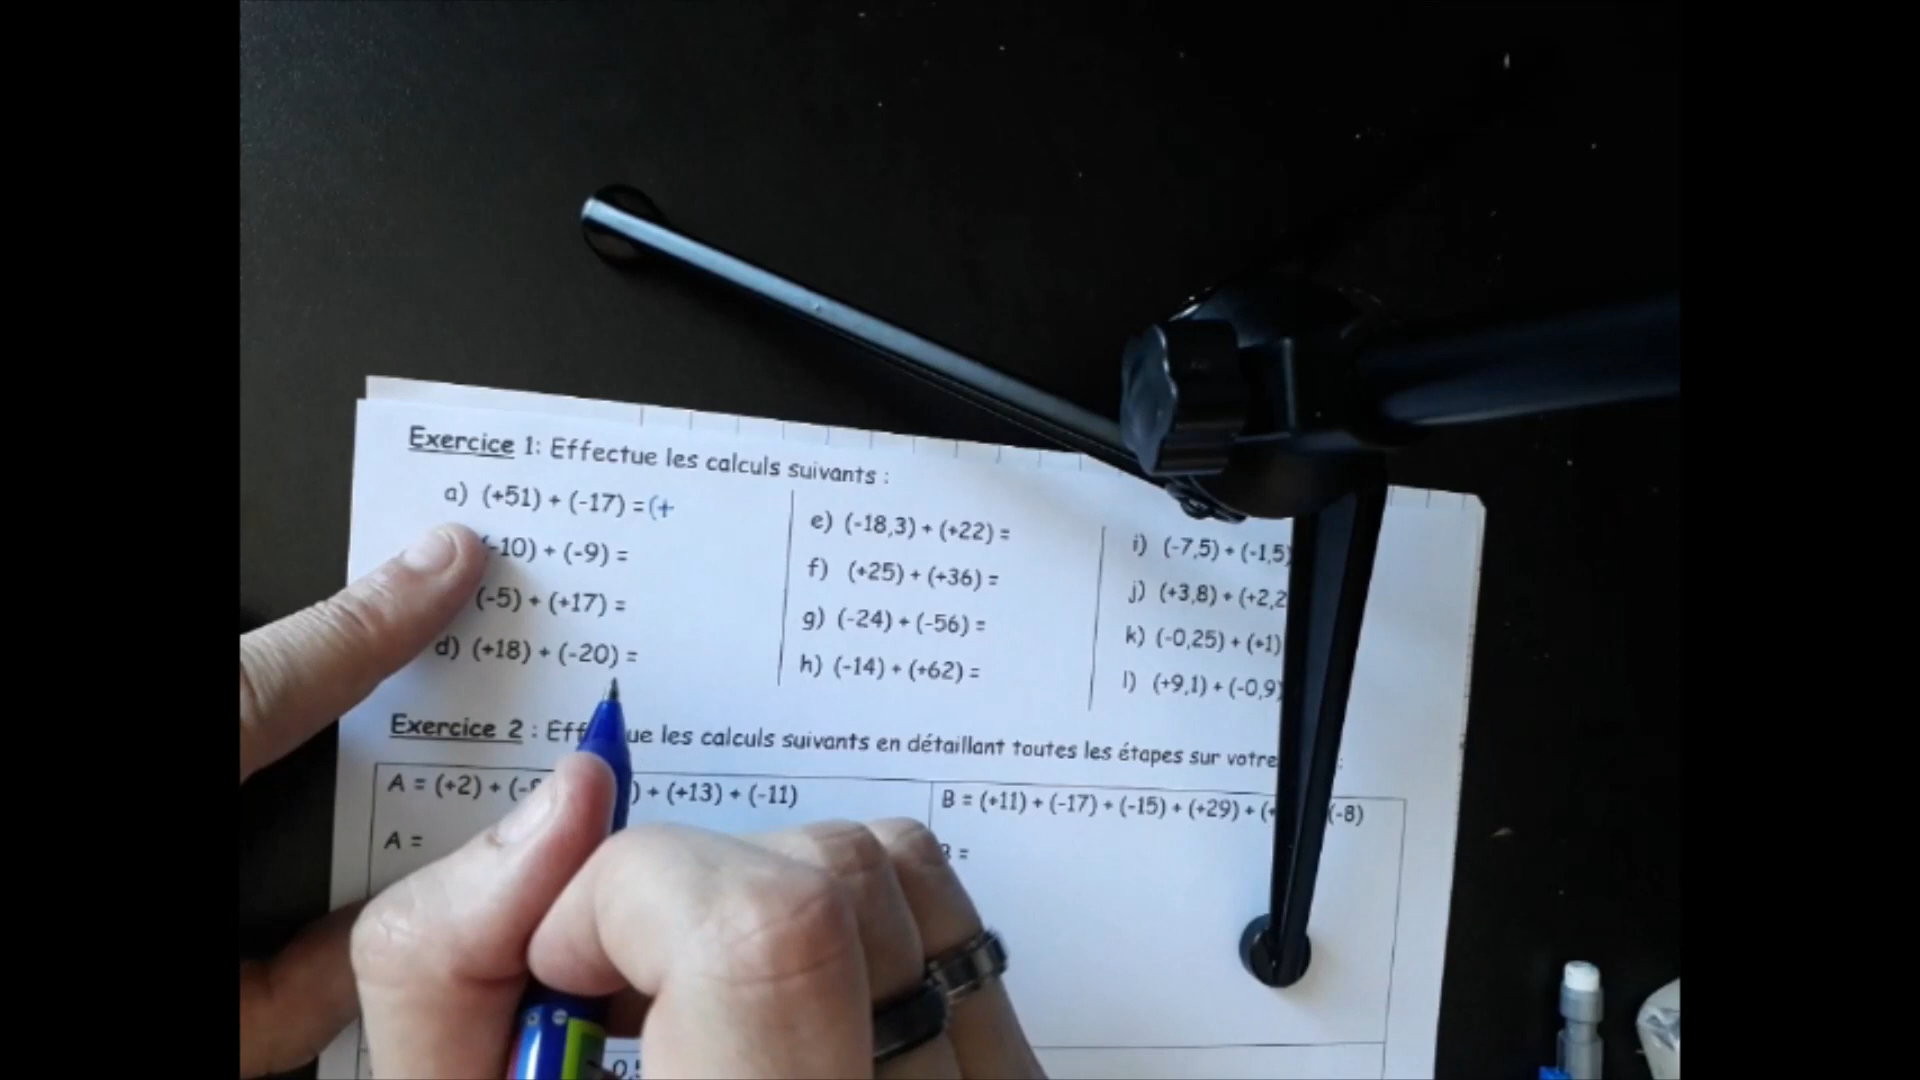 Exercice 1: Effectue les calculs suivants :
a) (+51) + (-17) = (+
-10) + (-9) =
(-5) + (+17) =
d) (+18) + (-20) =
e) (-18,3) + (+22) =
f) (+25) + (+36) =
g) (-24) + (-56) =
h) (-14) + (+62) =
i) (-7,5) + (-1,5)
j) (+3,8) + (+2,2
k) (-0,25) + (+1)
l) (+9,1) + (-0,9)
Exercice 2 : les calculs suivants en détaillant toutes les étapes sur votre :
A = (+2) + (- ) + (+13) + (-11)
A =
B = (+11) + (-17) + (-15) + (+29) + ( (-8)
=